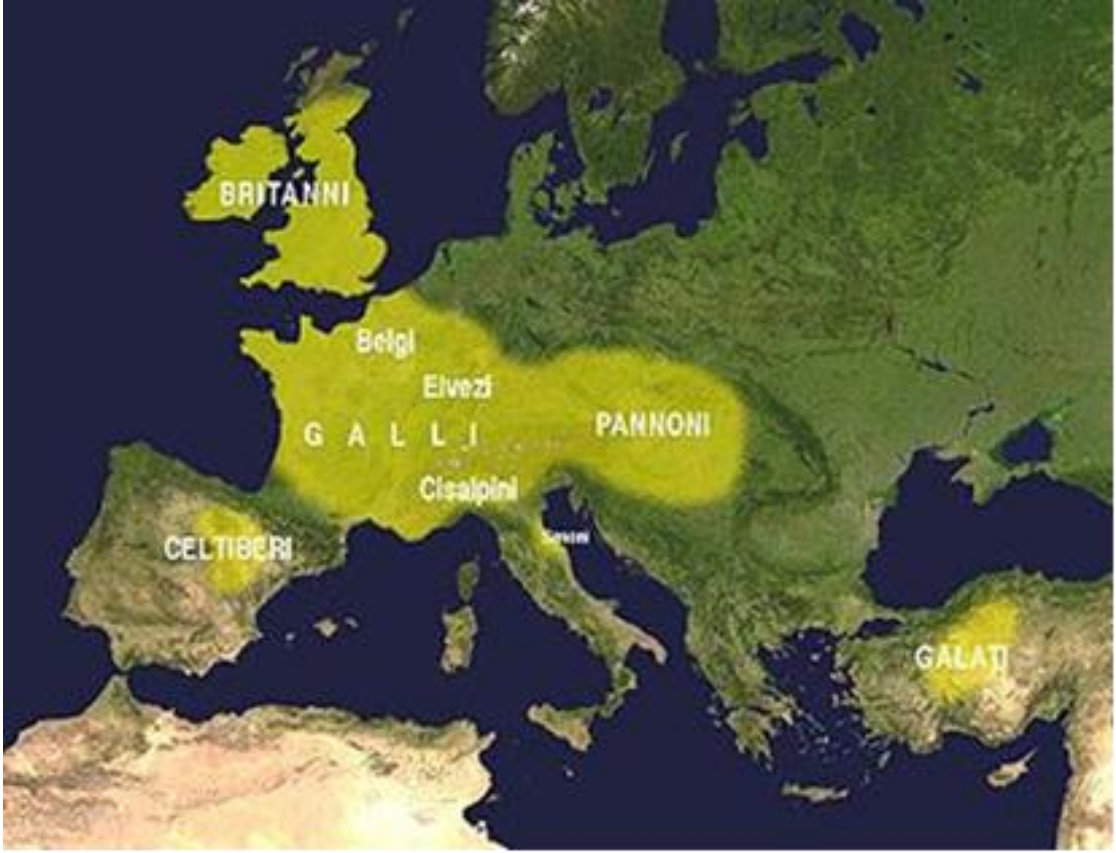 BRITANNI
Belgi
Elvezi
PANNONI
G A L L I
Cisalpini
CELTIBERI
GALATI